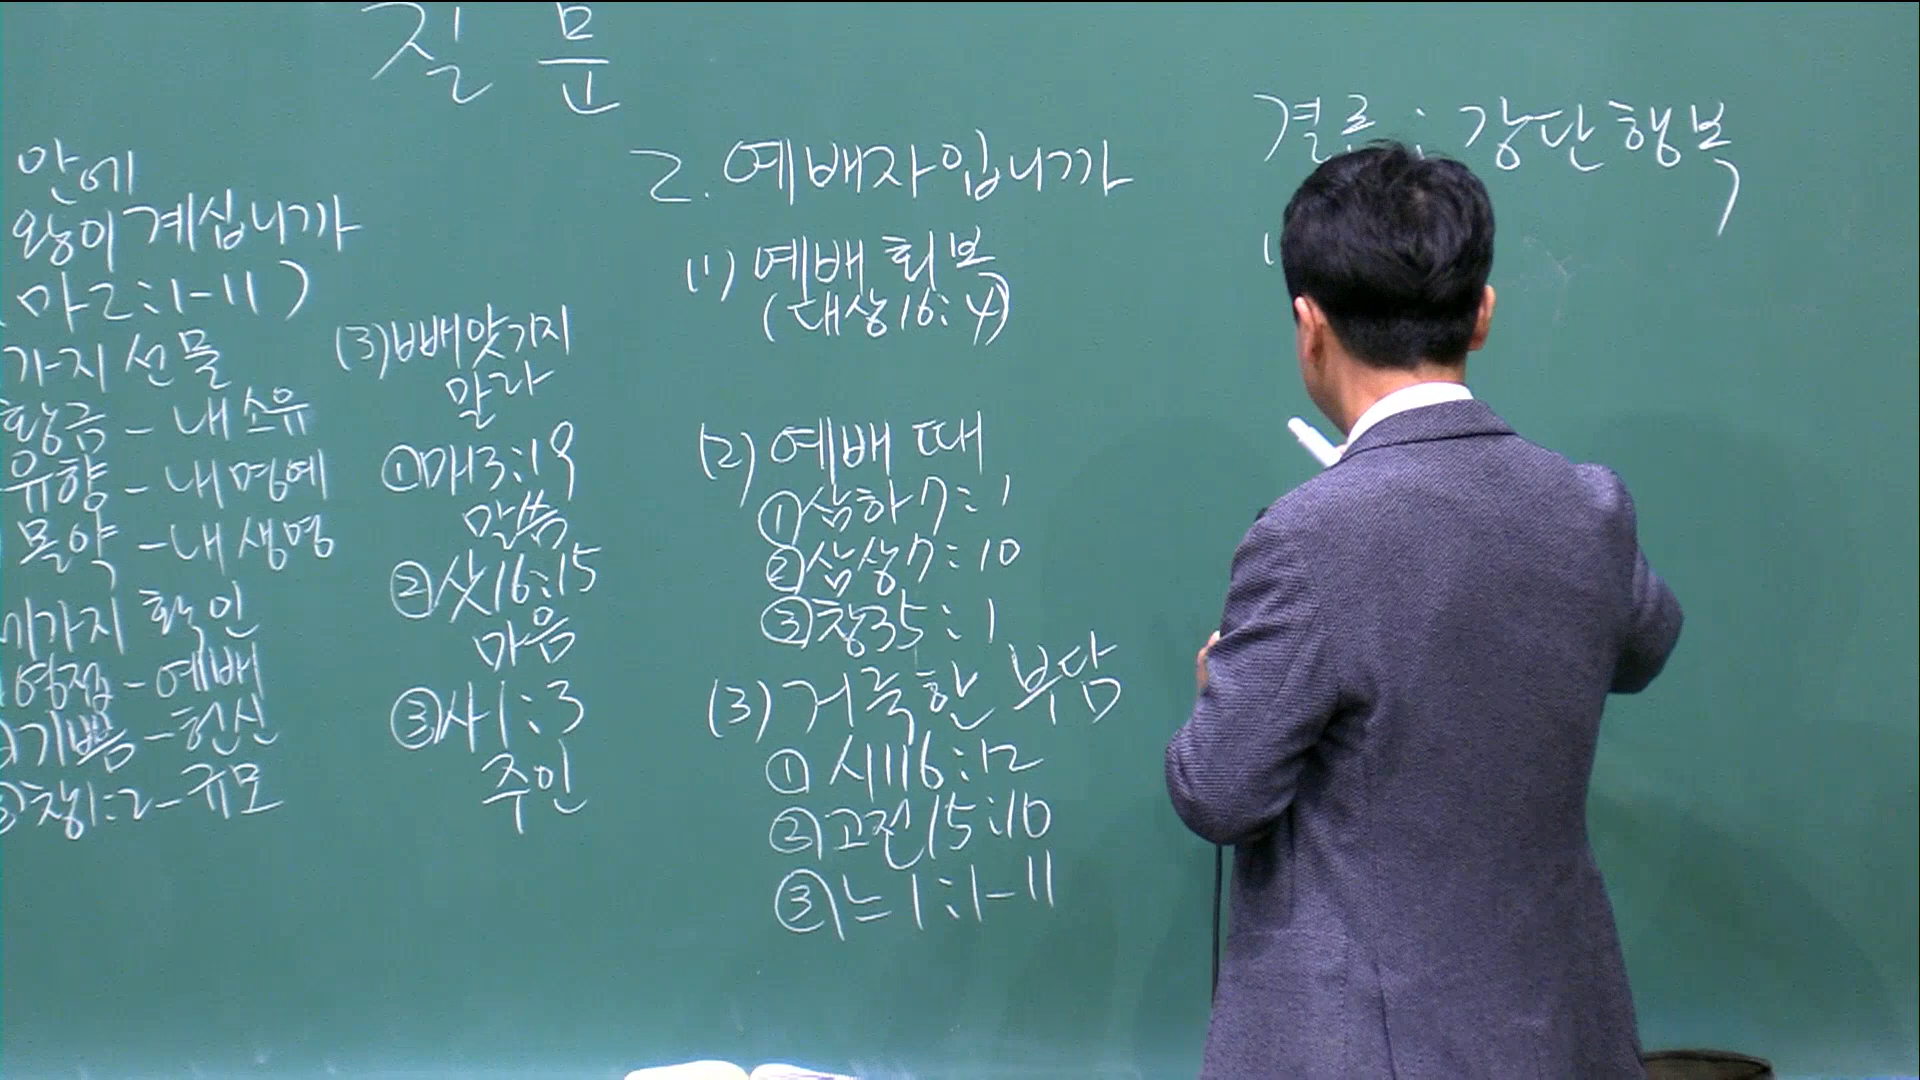 질문
안에
왕이 계십니까
마2:1-11)
가지 선물
황금 - 내 소유
유향 - 내 명예
몰약 - 내 생명
가지 확인
영접 - 예배
기쁨 - 헌신
창1:2 - 규모
(3) 빼앗기지
말라
① 마13:19
말씀
② 삿16:15
마음
③ 사1:3
주인
2. 예배자입니까
(1) 예배 회복
(대상16:4)
(2) 예배 때
① 삼하7:1
② 삼상7:10
③ 창35:1
(3) 거룩한 부담
① 시116:12
② 고전15:10
③ 느1:1-11
결론: 강단 행복